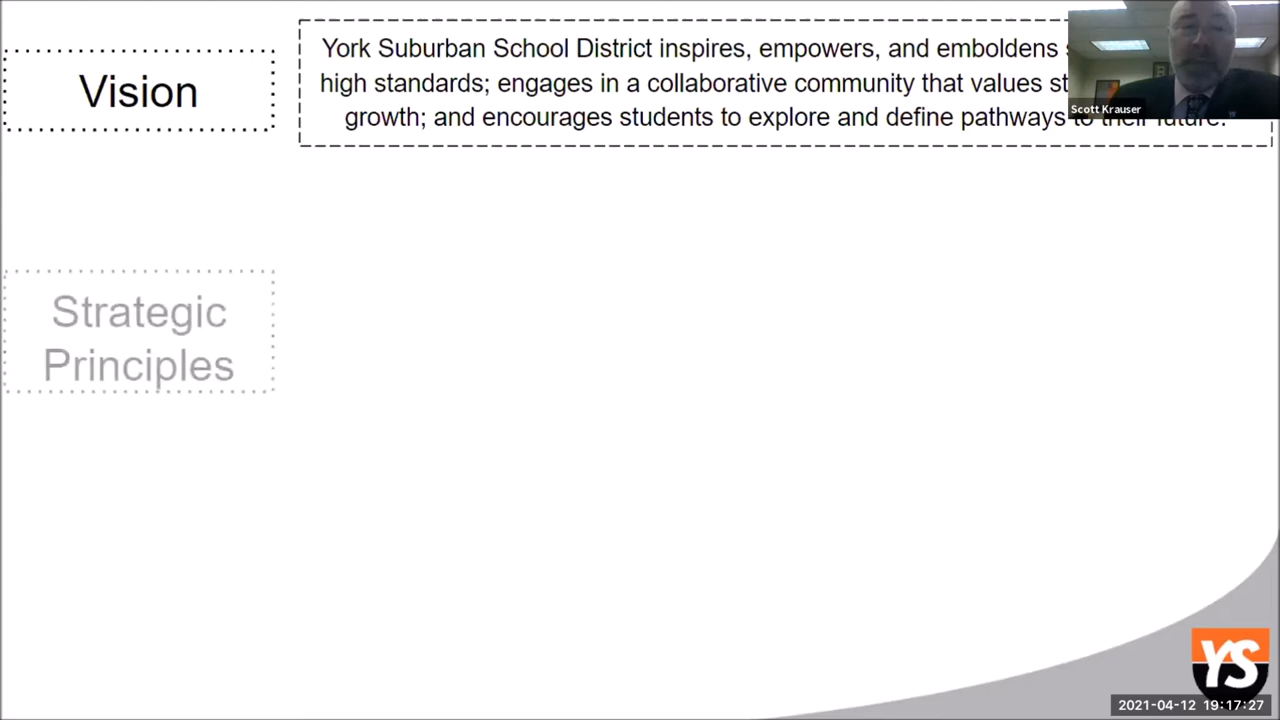 Vision
York Suburban School District inspires, empowers, and emboldens
high standards; engages in a collaborative community that values
growth; and encourages students to explore and define pathways to their future.
Scott Krauser
Strategic
Principles
YS
2021-04-12 19:17:27